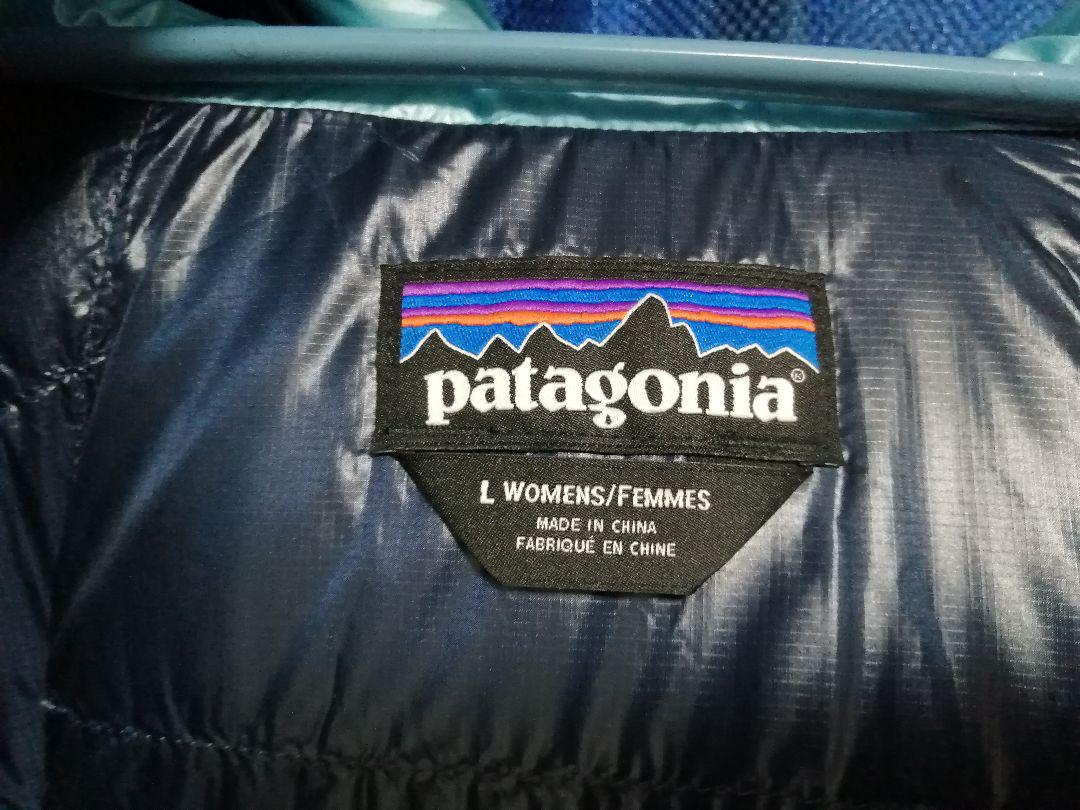 patagonia®
L WOMENS/FEMMES
MADE IN CHINA
FABRIQUÉ EN CHINE